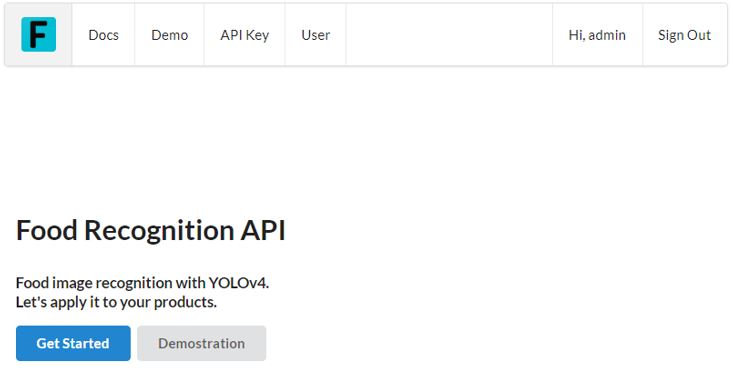 F Docs Demo API Key User Hi, admin Sign Out
Food Recognition API
Food image recognition with YOLOv4.
Let's apply it to your products.
Get Started Demostration